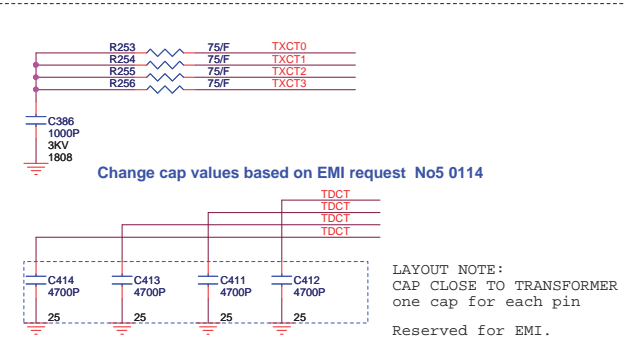 R253 75/F TXCT0
R254 75/F TXCT1
R255 75/F TXCT2
R256 75/F TXCT3
C386
1000P
3KV
1808
Change cap values based on EMI request No5 0114
TDCT
TDCT
TDCT
TDCT
C414 C413 C411 C412
4700P 4700P 4700P 4700P
25 25 25 25
LAYOUT NOTE:
CAP CLOSE TO TRANSFORMER
one cap for each pin
Reserved for EMI.